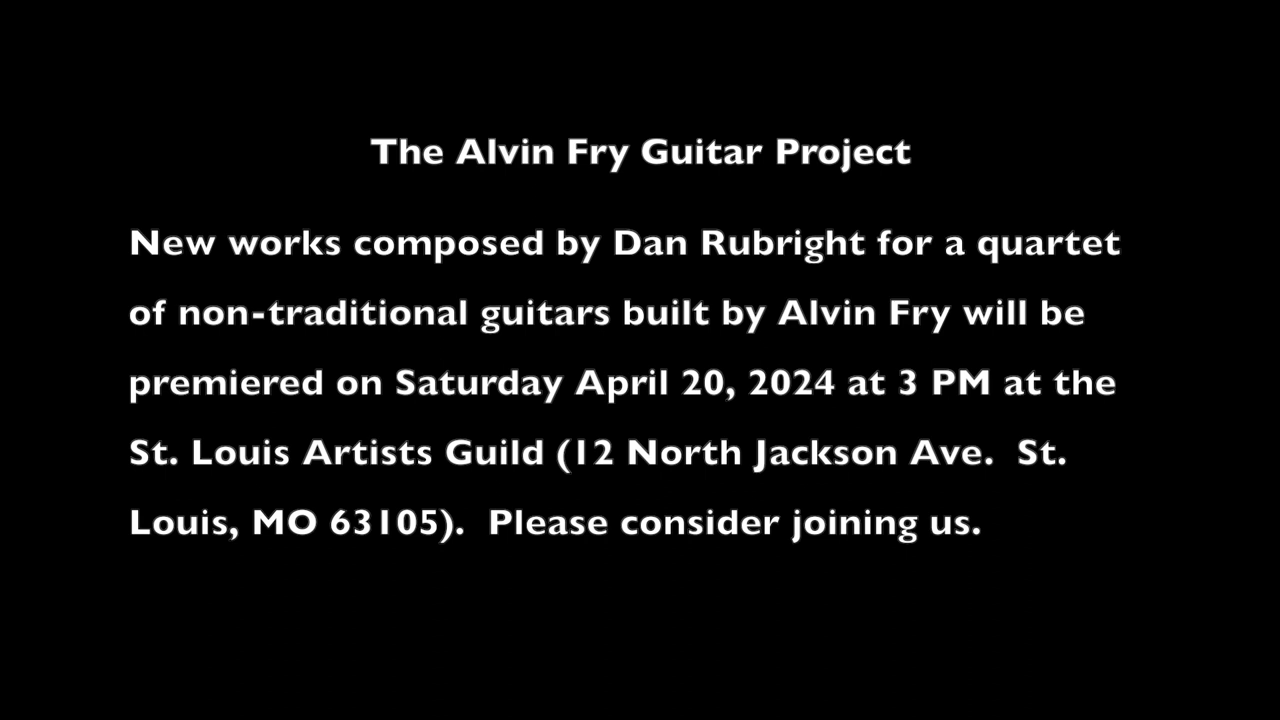 The Alvin Fry Guitar Project
New works composed by Dan Rubright for a quartet
of non-traditional guitars built by Alvin Fry will be
premiered on Saturday April 20, 2024 at 3 PM at the
St. Louis Artists Guild (12 North Jackson Ave.  St.
Louis, MO 63105).  Please consider joining us.